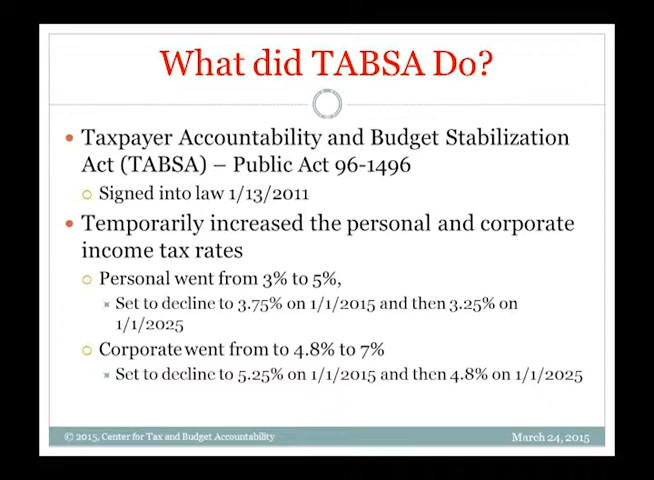 What did TABSA Do?
Taxpayer Accountability and Budget Stabilization
Act (TABSA) – Public Act 96-1496
Signed into law 1/13/2011
Temporarily increased the personal and corporate
income tax rates
Personal went from 3% to 5%,
Set to decline to 3.75% on 1/1/2015 and then 3.25% on
1/1/2025
Corporate went from to 4.8% to 7%
Set to decline to 5.25% on 1/1/2015 and then 4.8% on 1/1/2025
© 2015, Center for Tax and Budget Accountability
March 24, 2015